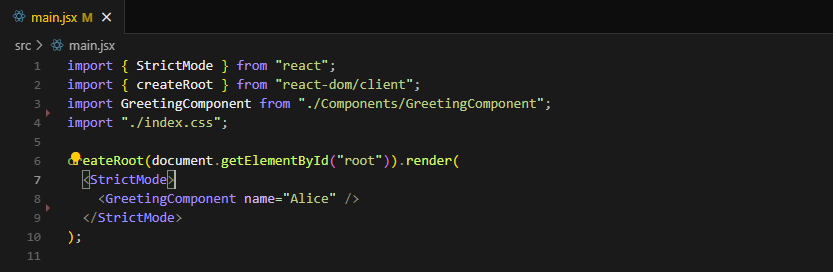 main.jsx M
src > main.jsx
1 import { StrictMode } from "react";
2 import { createRoot } from "react-dom/client";
3 import GreetingComponent from "./Components/GreetingComponent";
4 import "./index.css";
5
6 createRoot(document.getElementById("root")).render(
7   <StrictMode>
8     <GreetingComponent name="Alice" />
9   </StrictMode>
10 );
11